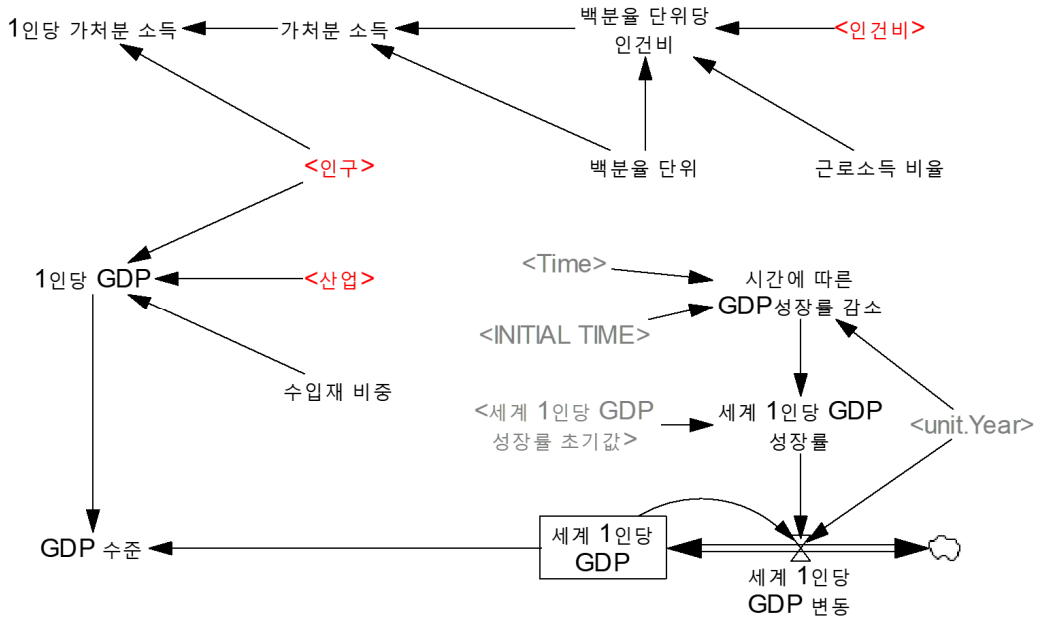 1인당 가처분 소득
가처분 소득
백분율 단위당
인건비
<인건비>
<인구>
백분율 단위
근로소득 비율
1인당 GDP
<산업>
<Time>
시간에 따른
GDP성장률 감소
<INITIAL TIME>
수입재 비중
<세계 1인당 GDP
성장률 초기값>
세계 1인당 GDP
성장률
<unit.Year>
GDP 수준
세계 1인당
GDP
세계 1인당
GDP 변동